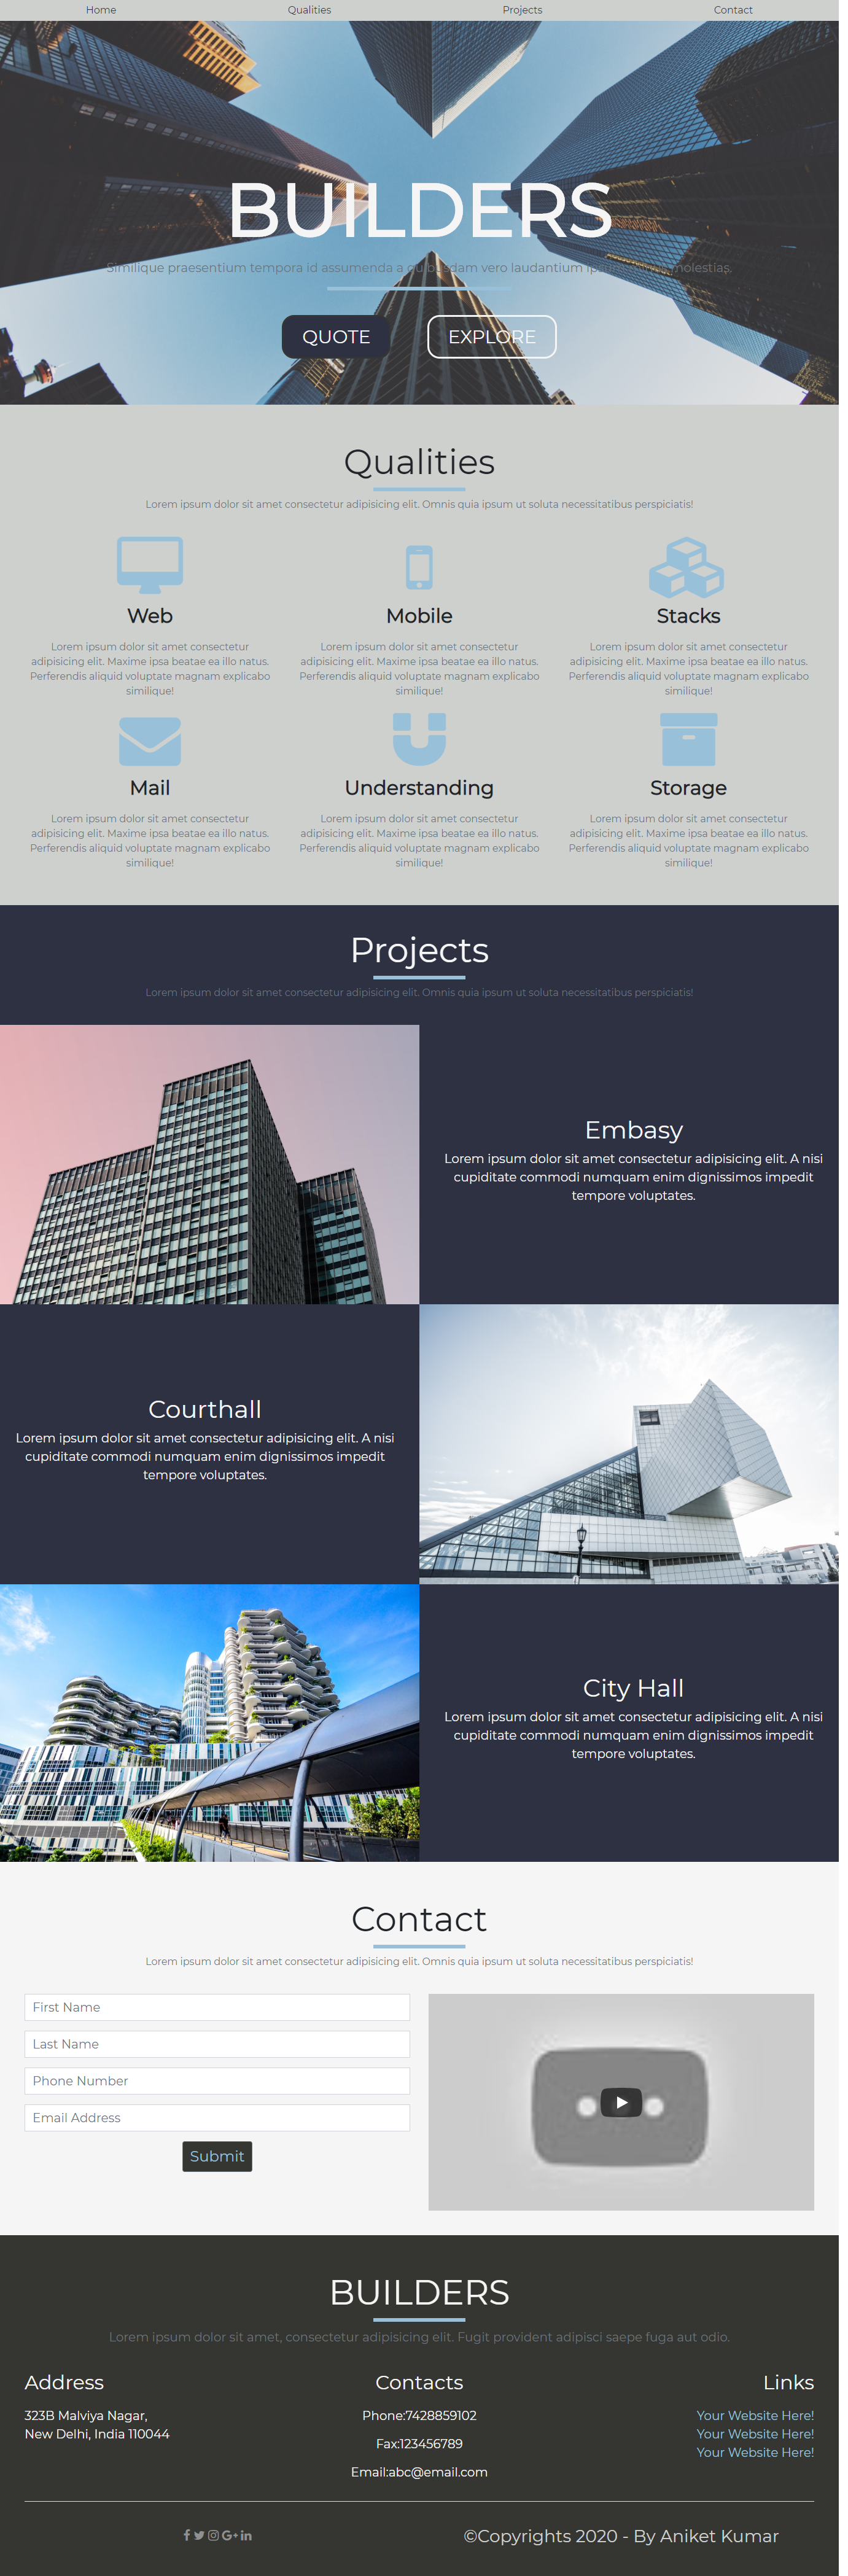 Home
Qualities
Projects
Contact
BUILDERS
Similique praesentium tempora id assumenda a quibusdam vero laudantium molestias.
QUOTE
EXPLORE
Qualities
Lorem ipsum dolor sit amet consectetur adipisicing elit. Omnis quia ipsum ut soluta necessitatibus perspiciatis!
Web
Lorem ipsum dolor sit amet consectetur
adipisicing elit. Maxime ipsa beatae ea illo natus.
Perferendis aliquid voluptate magnam explicabo
similique!
Mobile
Lorem ipsum dolor sit amet consectetur
adipisicing elit. Maxime ipsa beatae ea illo natus.
Perferendis aliquid voluptate magnam explicabo
similique!
Stacks
Lorem ipsum dolor sit amet consectetur
adipisicing elit. Maxime ipsa beatae ea illo natus.
Perferendis aliquid voluptate magnam explicabo
similique!
Mail
Lorem ipsum dolor sit amet consectetur
adipisicing elit. Maxime ipsa beatae ea illo natus.
Perferendis aliquid voluptate magnam explicabo
similique!
Understanding
Lorem ipsum dolor sit amet consectetur
adipisicing elit. Maxime ipsa beatae ea illo natus.
Perferendis aliquid voluptate magnam explicabo
similique!
Storage
Lorem ipsum dolor sit amet consectetur
adipisicing elit. Maxime ipsa beatae ea illo natus.
Perferendis aliquid voluptate magnam explicabo
similique!
Projects
Lorem ipsum dolor sit amet consectetur adipisicing elit. Omnis quia ipsum ut soluta necessitatibus perspiciatis!
Embasy
Lorem ipsum dolor sit amet consectetur adipisicing elit. A nisi
cupiditate commodi numquam enim dignissimos impedit
tempore voluptates.
Courthall
Lorem ipsum dolor sit amet consectetur adipisicing elit. A nisi
cupiditate commodi numquam enim dignissimos impedit
tempore voluptates.
City Hall
Lorem ipsum dolor sit amet consectetur adipisicing elit. A nisi
cupiditate commodi numquam enim dignissimos impedit
tempore voluptates.
Contact
Lorem ipsum dolor sit amet consectetur adipisicing elit. Omnis quia ipsum ut soluta necessitatibus perspiciatis!
First Name
Last Name
Phone Number
Email Address
Submit
BUILDERS
Lorem ipsum dolor sit amet, consectetur adipisicing elit. Fugit provident adipisci saepe fuga aut odio.
Address
323B Malviya Nagar,
New Delhi, India 110044
Contacts
Phone:7428859102
Fax:123456789
Email:abc@email.com
Links
Your Website Here!
Your Website Here!
Your Website Here!
©Copyrights 2020 - By Aniket Kumar